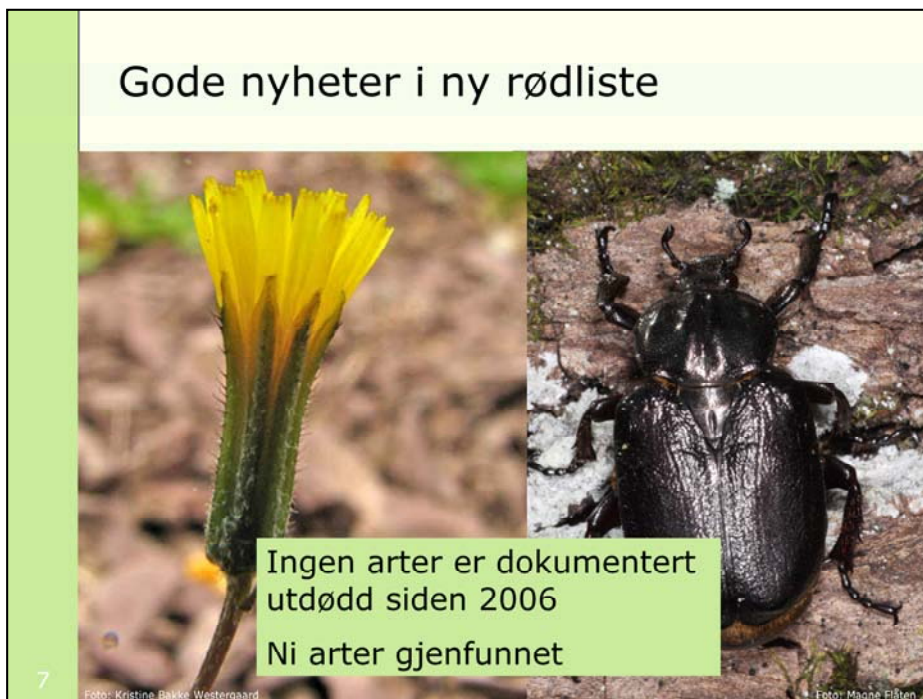 Gode nyheter i ny rødliste
Ingen arter er dokumentert
utdødd siden 2006
Ni arter gjenfunnet
7
Foto: Kristine Bakke Westergaard
Foto: Magne Flåten